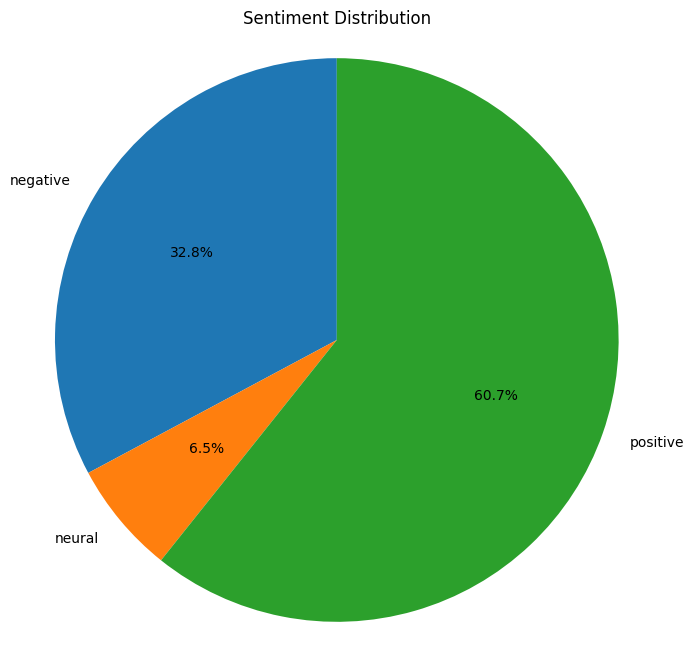 Sentiment Distribution
negative
32.8%
60.7%
positive
6.5%
neural